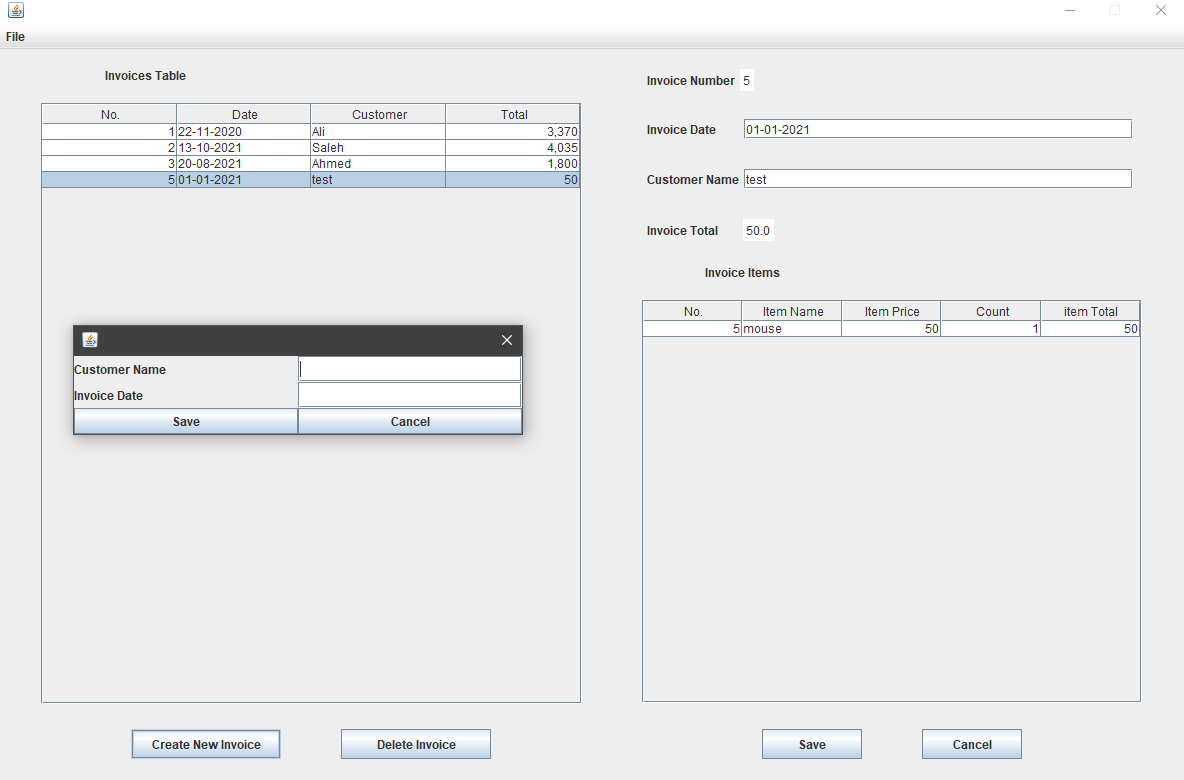 File
Invoices Table
No. Date Customer Total
1 22-11-2020 Ali 3,370
2 13-10-2021 Saleh 4,035
3 20-08-2021 Ahmed 1,800
5 01-01-2021 test 50
Customer Name
Invoice Date
Save Cancel
Create New Invoice Delete Invoice
Invoice Number 5
Invoice Date 01-01-2021
Customer Name test
Invoice Total 50.0
Invoice Items
No. Item Name Item Price Count item Total
5 mouse 50 1 50
Save Cancel